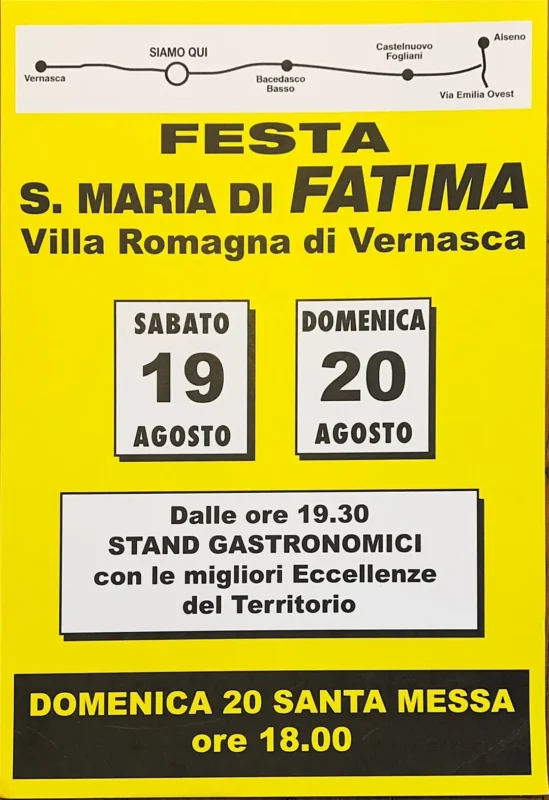 Vernasca
SIAMO QUI
Bacedasco
Basso
Castelnuovo
Fogliani
Alseno
Via Emilia Ovest
FESTA
S. MARIA DI FATIMA
Villa Romagna di Vernasca
SABATO
19
AGOSTO
DOMENICA
20
AGOSTO
Dalle ore 19.30
STAND GASTRONOMICI
con le migliori Eccellenze
del Territorio
DOMENICA 20 SANTA MESSA
ore 18.00